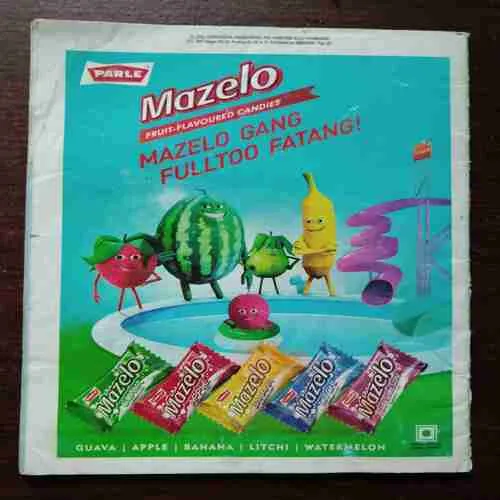 PARLE
Mazelo
FRUIT-FLAVOURED CANDIES
MAZELO GANG
FULLTOO FATANG!
Mazelo
Mazelo
Mazelo
Mazelo
Mazelo
GUAVA | APPLE | BANANA | LITCHI | WATERMELON